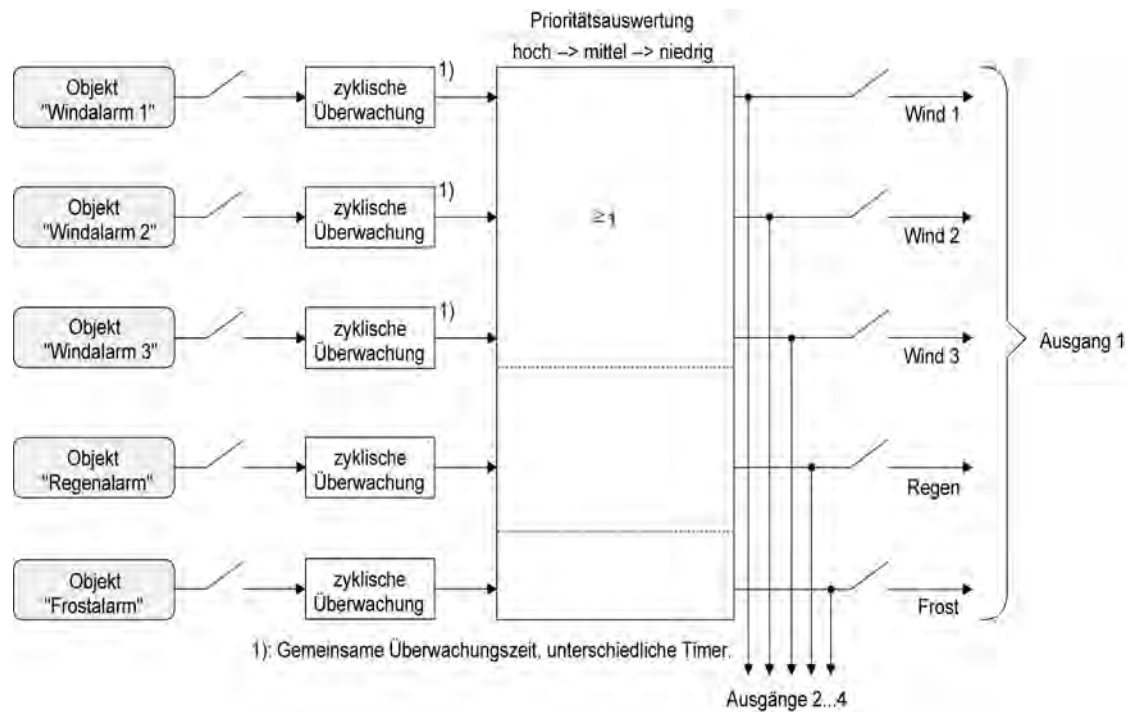 Prioritätsauswertung
hoch --> mittel --> niedrig
Objekt
"Windalarm 1"
zyklische
Überwachung
1)
Wind 1
Objekt
"Windalarm 2"
zyklische
Überwachung
1)
≥1
Wind 2
Objekt
"Windalarm 3"
zyklische
Überwachung
1)
Wind 3
Ausgang 1
Objekt
"Regenalarm"
zyklische
Überwachung
Regen
Objekt
"Frostalarm"
zyklische
Überwachung
Frost
1): Gemeinsame Überwachungszeit, unterschiedliche Timer.
Ausgänge 2...4